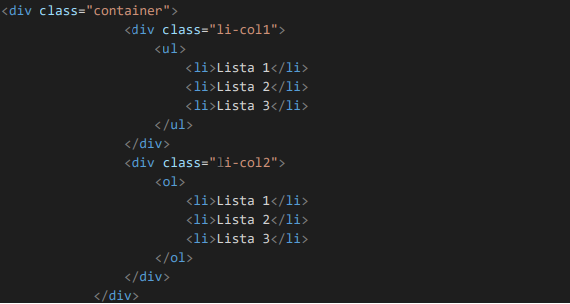 <div class="container">
<div class="li-col1">
<ul>
<li>Lista 1</li>
<li>Lista 2</li>
<li>Lista 3</li>
</ul>
</div>
<div class="li-col2">
<ol>
<li>Lista 1</li>
<li>Lista 2</li>
<li>Lista 3</li>
</ol>
</div>
</div>